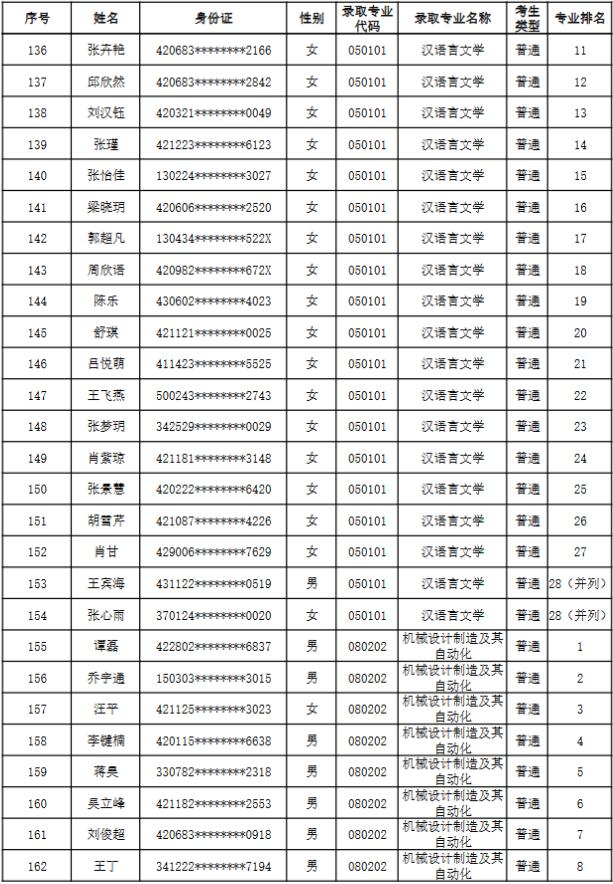 序号 姓名 身份证 性别 录取专业代码 录取专业名称 考生类型 专业排名
136 张卉艳 420683********2166 女 050101 汉语言文学 普通 11
137 邱欣然 420683********2842 女 050101 汉语言文学 普通 12
138 刘汉钰 420321********0049 女 050101 汉语言文学 普通 13
139 张瑾 421223********6123 女 050101 汉语言文学 普通 14
140 张怡佳 130224********3027 女 050101 汉语言文学 普通 15
141 梁晓玥 420606********2520 女 050101 汉语言文学 普通 16
142 郭超凡 130434********522X 女 050101 汉语言文学 普通 17
143 周欣语 420982********672X 女 050101 汉语言文学 普通 18
144 陈乐 430602********4023 女 050101 汉语言文学 普通 19
145 舒琪 421121********0025 女 050101 汉语言文学 普通 20
146 吕悦萌 411423********5525 女 050101 汉语言文学 普通 21
147 王飞燕 500243********2743 女 050101 汉语言文学 普通 22
148 张梦玥 342529********0029 女 050101 汉语言文学 普通 23
149 肖紫琼 421181********3148 女 050101 汉语言文学 普通 24
150 张景慧 420222********6420 女 050101 汉语言文学 普通 25
151 胡雪芹 421087********4226 女 050101 汉语言文学 普通 26
152 肖甘 429006********7629 女 050101 汉语言文学 普通 27
153 王宾海 431122********0519 男 050101 汉语言文学 普通 28（并列）
154 张心雨 370124********0020 女 050101 汉语言文学 普通 28（并列）
155 谭磊 422802********6837 男 080202 机械设计制造及其自动化 普通 1
156 乔宇通 150303********3015 男 080202 机械设计制造及其自动化 普通 2
157 汪平 421125********3023 女 080202 机械设计制造及其自动化 普通 3
158 李键楠 420115********6638 男 080202 机械设计制造及其自动化 普通 4
159 蒋昊 330782********2318 男 080202 机械设计制造及其自动化 普通 5
160 吴立峰 421182********2553 男 080202 机械设计制造及其自动化 普通 6
161 刘俊超 420683********0918 男 080202 机械设计制造及其自动化 普通 7
162 王丁 341222********7194 男 080202 机械设计制造及其自动化 普通 8